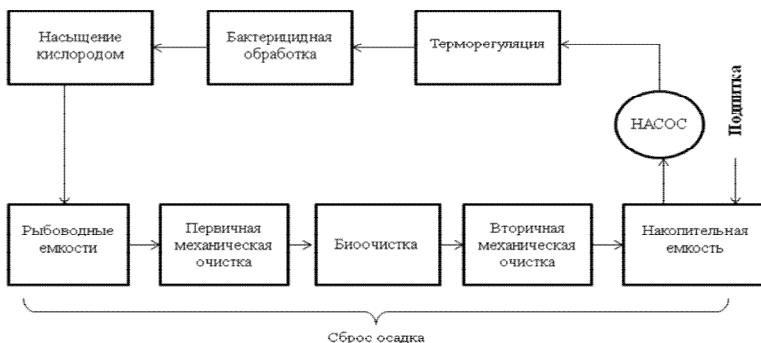 Насыщение
кислородом
Бактерицидная
обработка
Терморегуляция
НАСОС
Подпитка
Рыбоводные
емкости
Первичная
механическая
очистка
Биоочистка
Вторичная
механическая
очистка
Накопительная
емкость
Сброс осадка